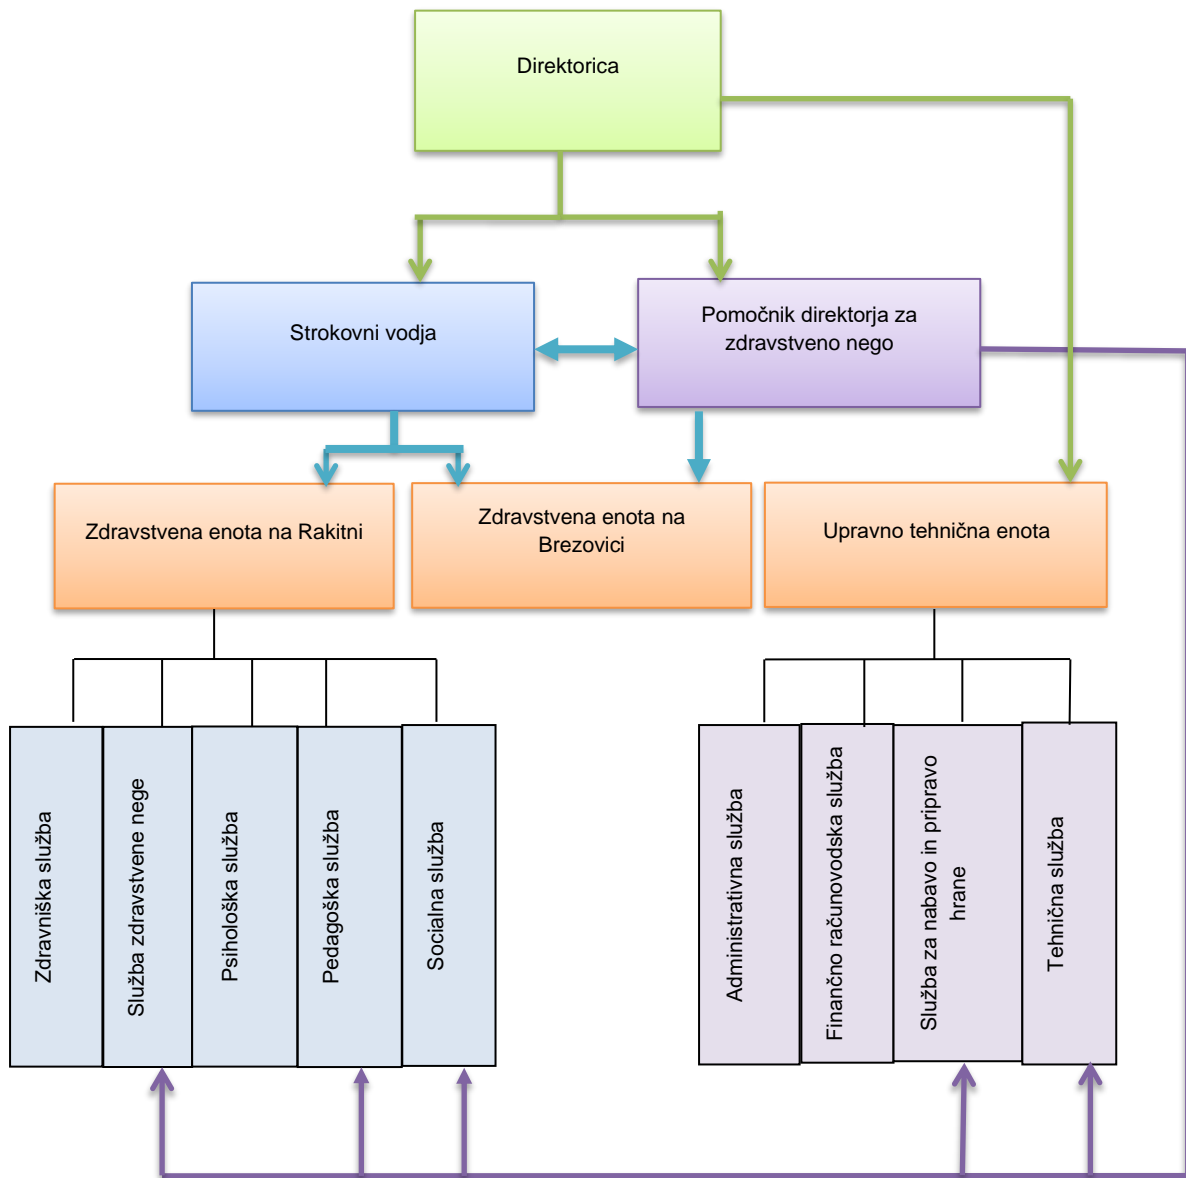 Direktorica
Strokovni vodja
Pomočnik direktorja za
zdravstveno nego
Zdravstvena enota na Rakitni
Zdravstvena enota na
Brezovici
Upravno tehnična enota
Zdravniška služba
Služba zdravstvene nege
Psihološka služba
Pedagoška služba
Socialna služba
Administrativna služba
Finančno računovodska služba
Služba za nabavo in pripravo
hrane
Tehnična služba